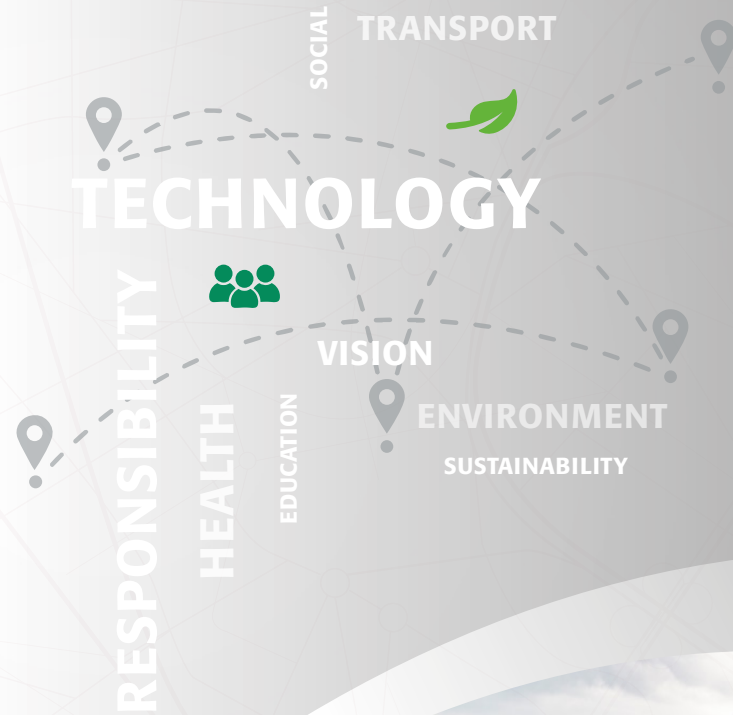 SOCIAL
TRANSPORT
TECHNOLOGY
RESPONSIBILITY
VISION
HEALTH
EDUCATION
ENVIRONMENT
SUSTAINABILITY